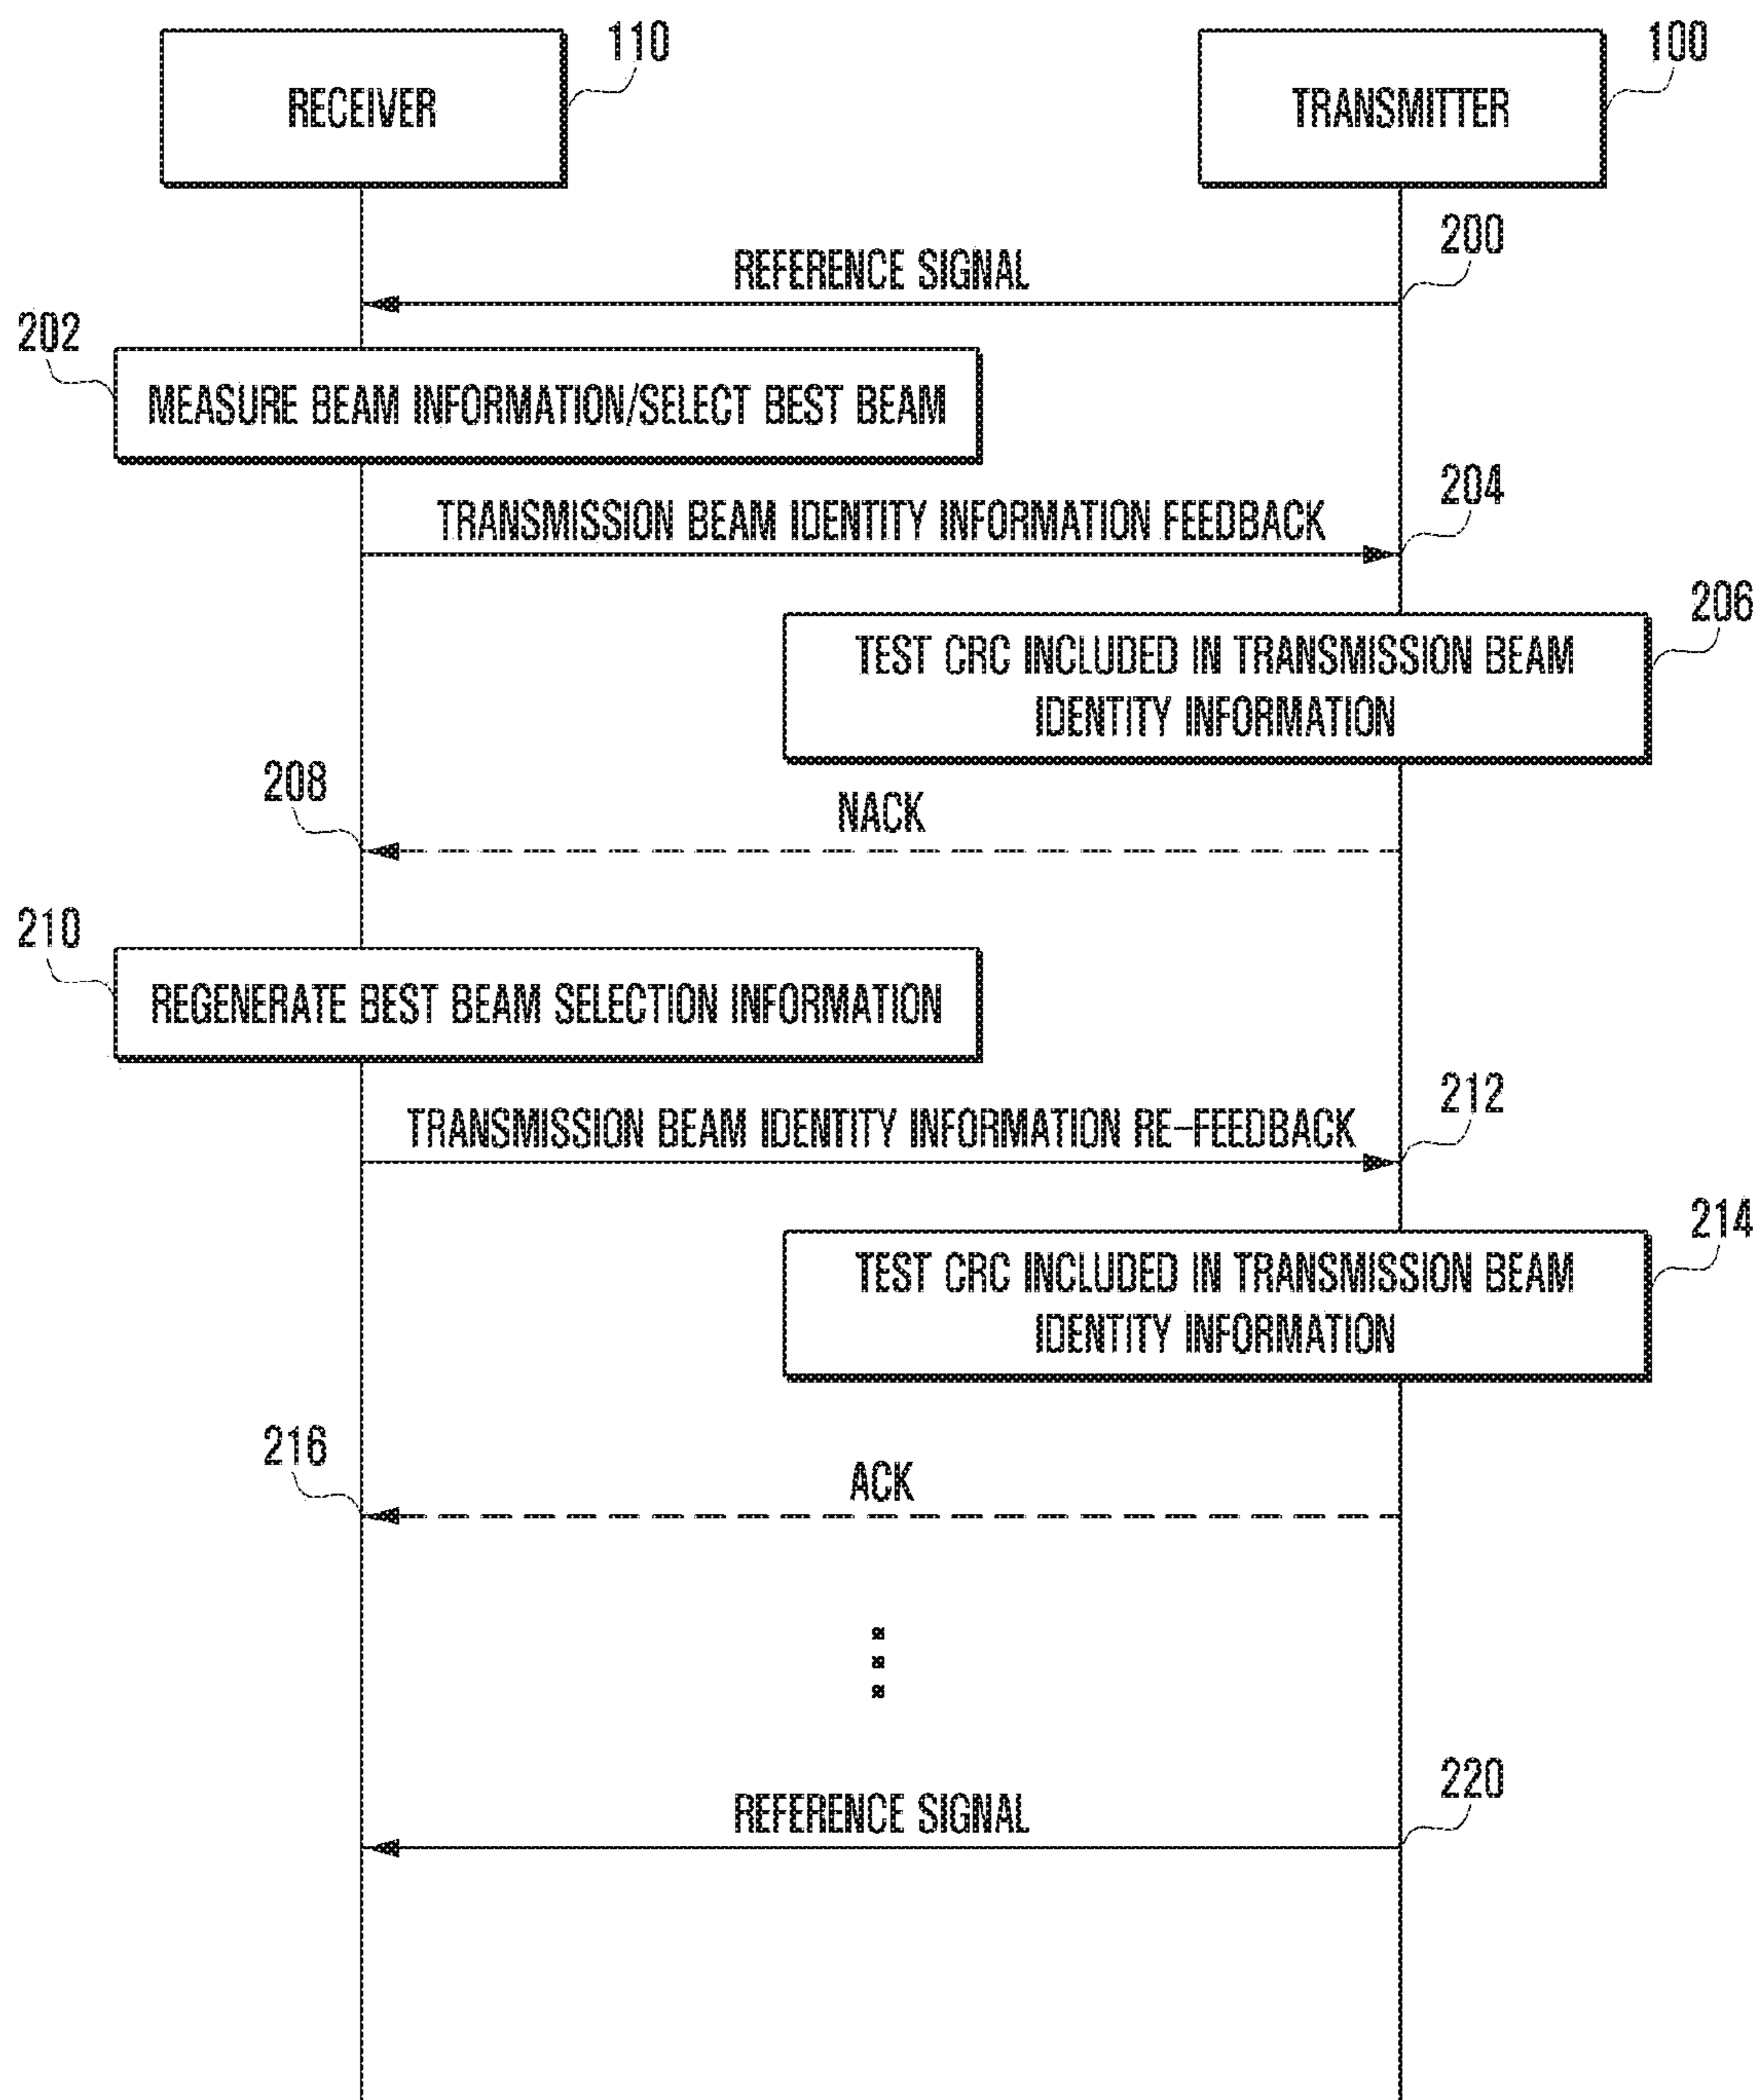 110
100
RECEIVER
TRANSMITTER
200
REFERENCE SIGNAL
202
MEASURE BEAM INFORMATION/SELECT BEST BEAM
204
TRANSMISSION BEAM IDENTITY INFORMATION FEEDBACK
206
TEST CRC INCLUDED IN TRANSMISSION BEAM
IDENTITY INFORMATION
208
NACK
210
REGENERATE BEST BEAM SELECTION INFORMATION
212
TRANSMISSION BEAM IDENTITY INFORMATION RE-FEEDBACK
214
TEST CRC INCLUDED IN TRANSMISSION BEAM
IDENTITY INFORMATION
216
ACK
220
REFERENCE SIGNAL